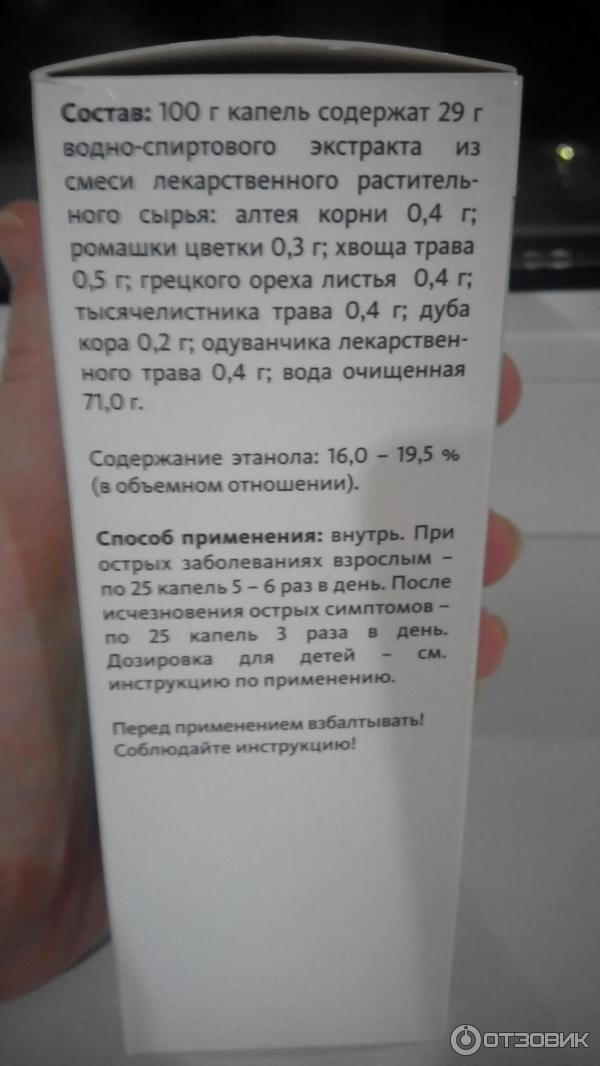 Состав: 100 г капель содержат 29 г
водно-спиртового экстракта из
смеси лекарственного раститель-
ного сырья: алтея корни 0,4 г;
ромашки цветки 0,3 г; хвоща трава
0,5 г; грецкого ореха листья 0,4 г;
тысячелистника трава 0,4 г; дуба
кора 0,2 г; одуванчика лекарствен-
ного трава 0,4 г; вода очищенная
71,0 г.
Содержание этанола: 16,0 – 19,5 %
(в объемном отношении).
Способ применения: внутрь. При
острых заболеваниях взрослым –
по 25 капель 5 – 6 раз в день. После
исчезновения острых симптомов –
по 25 капель 3 раза в день.
Дозировка для детей – см.
инструкцию по применению.
Перед применением взбалтывать!
Соблюдайте инструкцию!
ОТЗОВИК